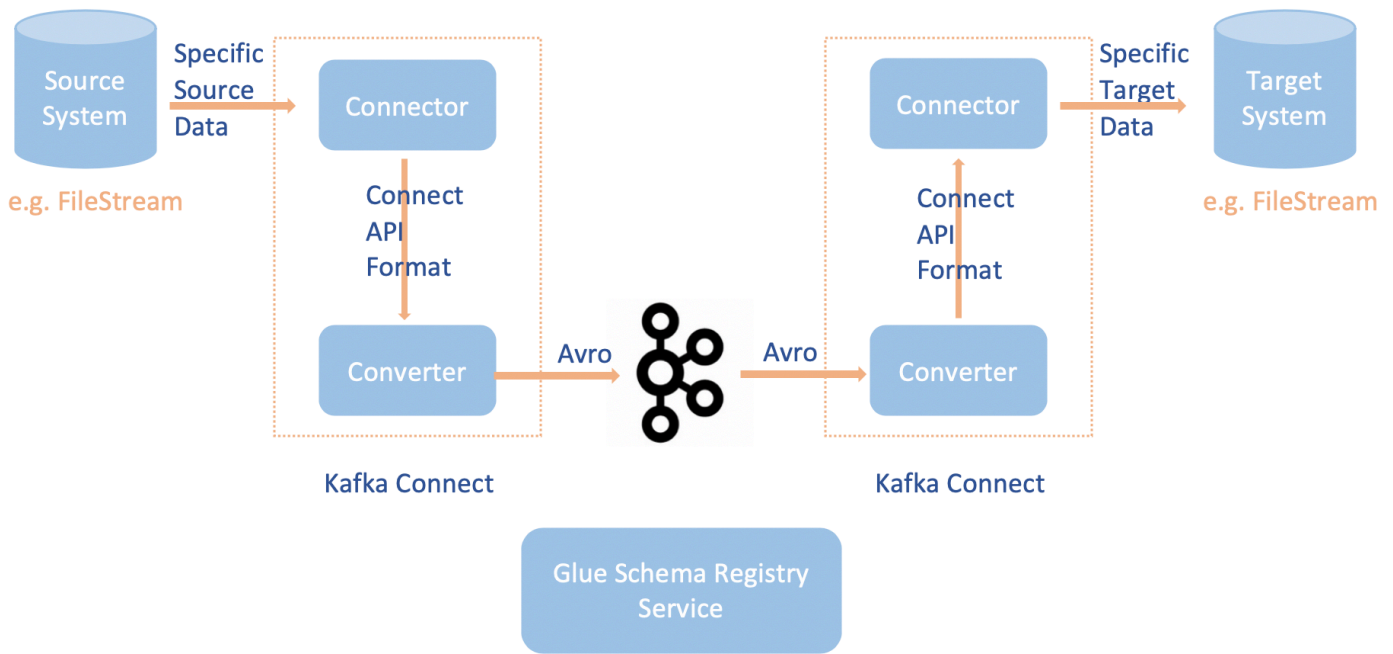 Source
System
e.g. FileStream
Specific
Source
Data
Connector
Connect
API
Format
Converter
Kafka Connect
Avro
Avro
Connector
Connect
API
Format
Converter
Kafka Connect
Specific
Target
Data
Target
System
e.g. FileStream
Glue Schema Registry
Service